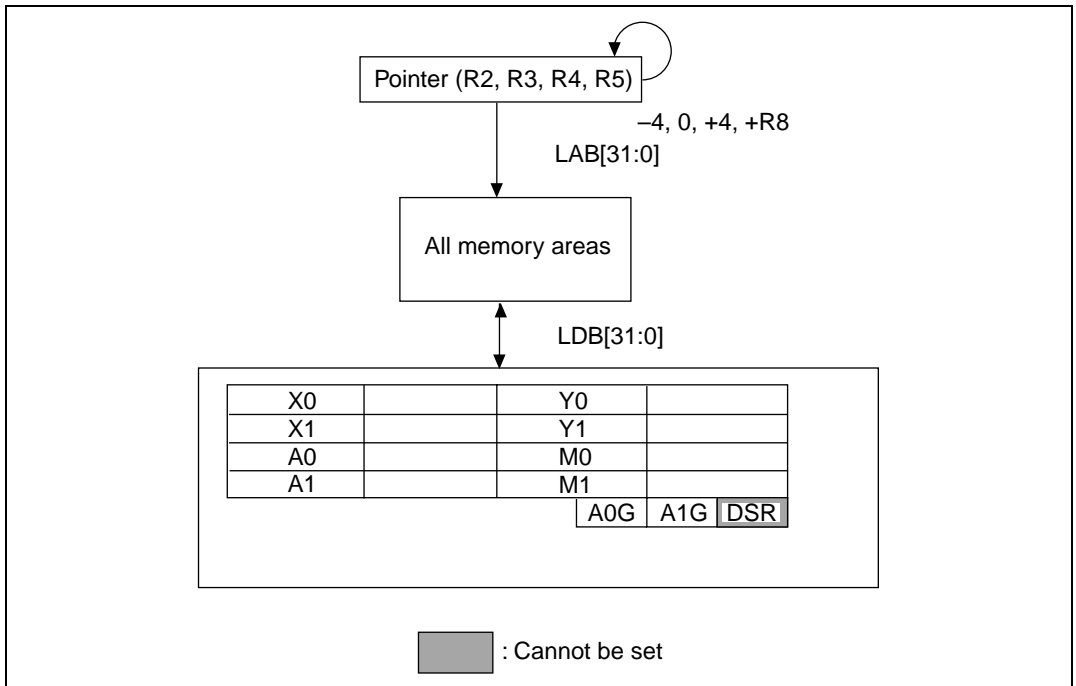 Pointer (R2, R3, R4, R5)
–4, 0, +4, +R8
LAB[31:0]
All memory areas
LDB[31:0]
X0 Y0
X1 Y1
A0 M0
A1 M1
A0G A1G DSR
: Cannot be set